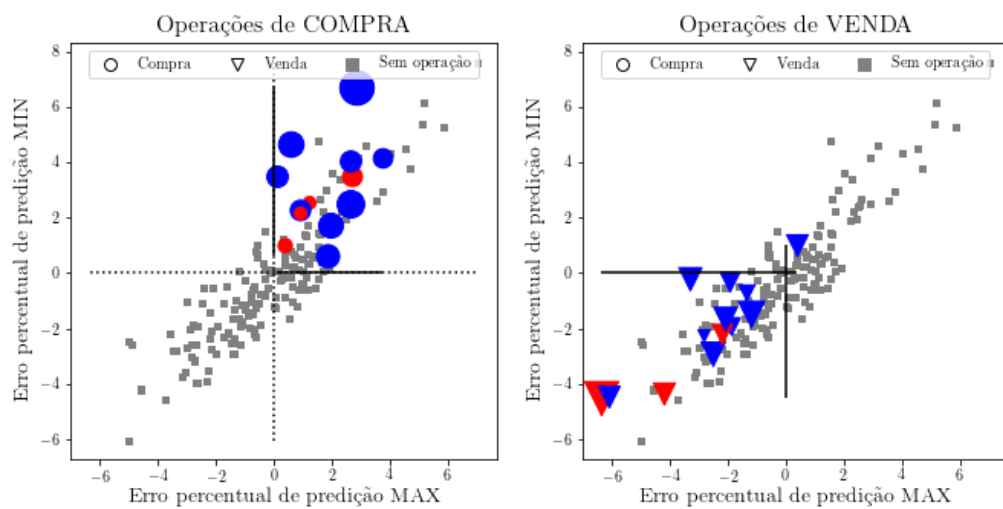 Operações de COMPRA
Compra Venda Sem operação
8
6
4
2
0
−2
−4
−6
Erro percentual de predição MIN
−6 −4 −2 0 2 4 6
Erro percentual de predição MAX
Operações de VENDA
Compra Venda Sem operação
8
6
4
2
0
−2
−4
−6
Erro percentual de predição MIN
−6 −4 −2 0 2 4 6
Erro percentual de predição MAX